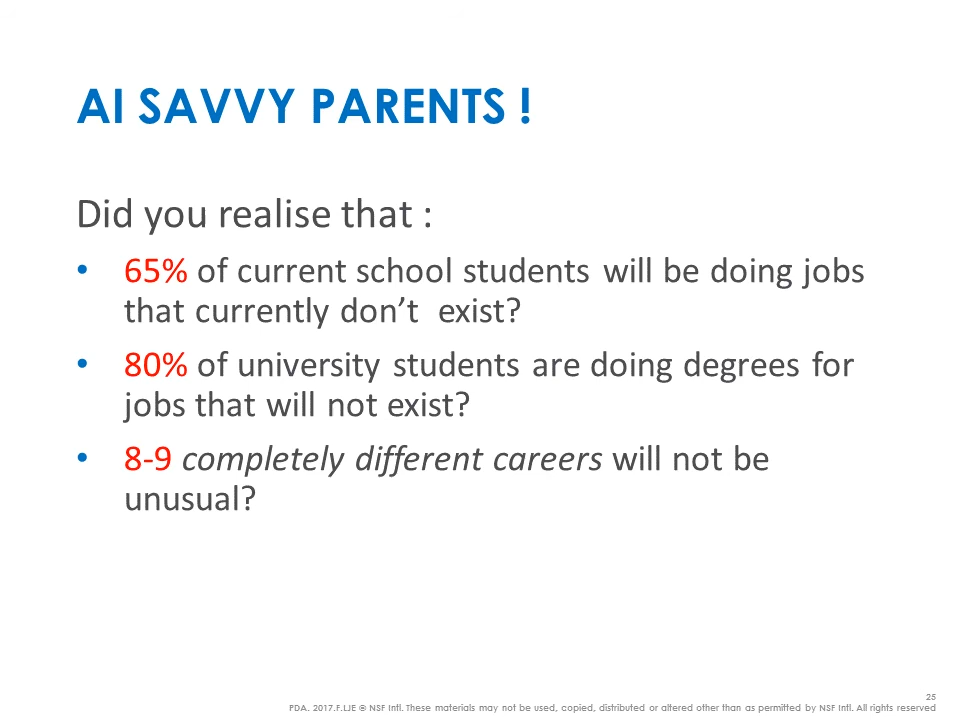 AI SAVVY PARENTS !
Did you realise that :
• 65% of current school students will be doing jobs
that currently don’t exist?
• 80% of university students are doing degrees for
jobs that will not exist?
• 8-9 completely different careers will not be
unusual?
25
PDA. 2017.F.LJE ® NSF Intl. These materials may not be used, copied, distributed or altered other than as permitted by NSF Intl. All rights reserved